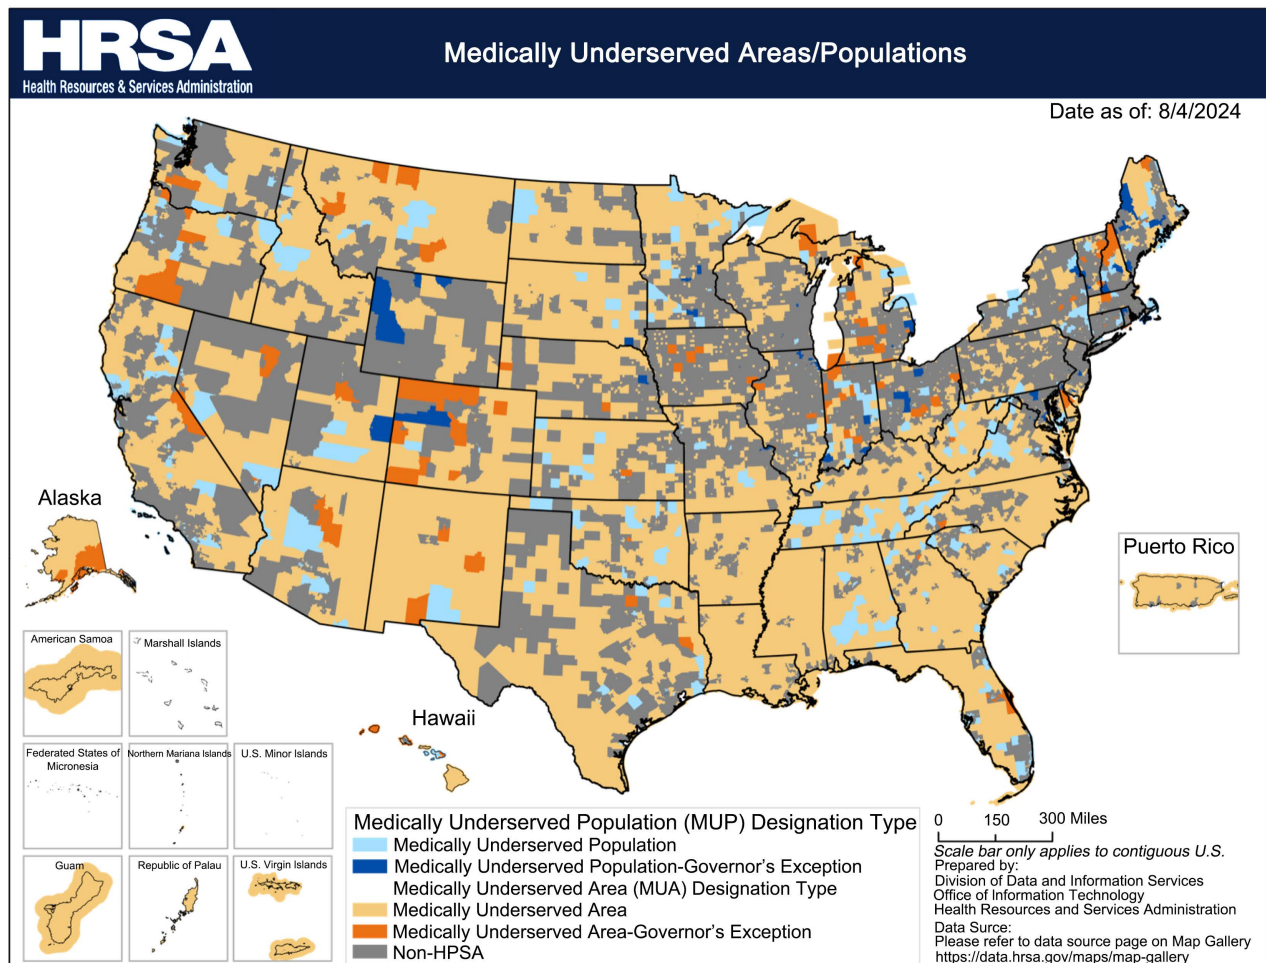 HRSA
Health Resources & Services Administration
Medically Underserved Areas/Populations
Date as of: 8/4/2024
Alaska
Hawaii
Puerto Rico
American Samoa
Marshall Islands
Federated States of
Micronesia
Northern Mariana Islands
U.S. Minor Islands
Guam
Republic of Palau
U.S. Virgin Islands
Medically Underserved Population (MUP) Designation Type
Medically Underserved Population
Medically Underserved Population-Governor's Exception
Medically Underserved Area (MUA) Designation Type
Medically Underserved Area
Medically Underserved Area-Governor's Exception
Non-HPSA
0 150 300 Miles
Scale bar only applies to contiguous U.S.
Prepared by:
Division of Data and Information Services
Office of Information Technology
Health Resources and Services Administration
Data Surce:
Please refer to data source page on Map Gallery
https://data.hrsa.gov/maps/map-gallery